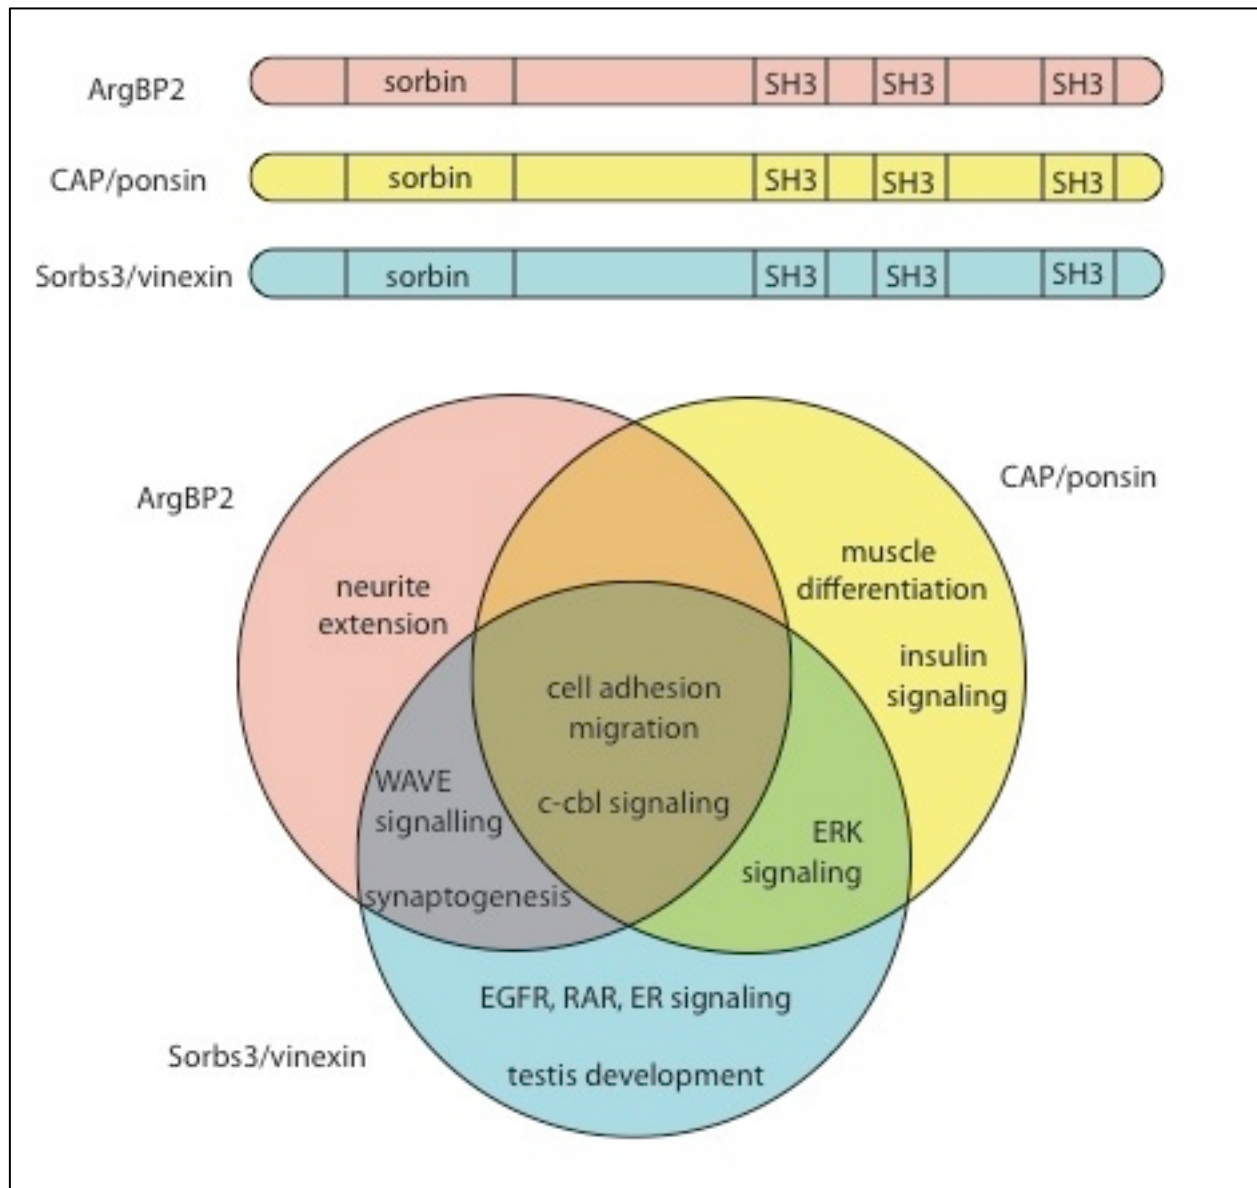 ArgBP2 sorbin SH3 SH3 SH3
CAP/ponsin sorbin SH3 SH3 SH3
Sorbs3/vinexin sorbin SH3 SH3 SH3
ArgBP2
CAP/ponsin
neurite
extension
muscle
differentiation
insulin
signaling
cell adhesion
migration
c-cbl signaling
WAVE
signalling
synaptogenesis
ERK
signaling
EGFR, RAR, ER signaling
testis development
Sorbs3/vinexin